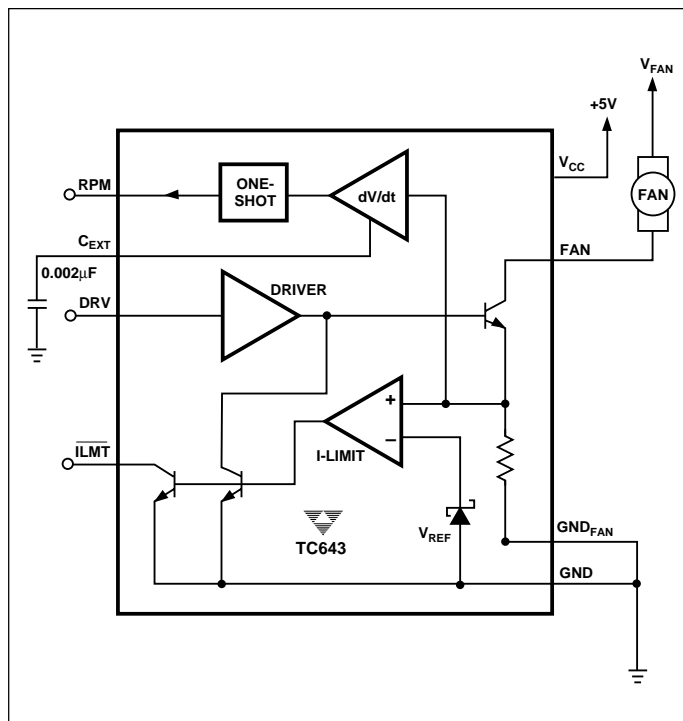 V_FAN
+5V
RPM
ONE-
SHOT
dV/dt
V_CC
FAN
C_EXT
FAN
0.002µF
DRIVER
DRV
+
–
I-LIMIT
I̅L̅M̅T̅
V_REF
TC643
GND_FAN
GND